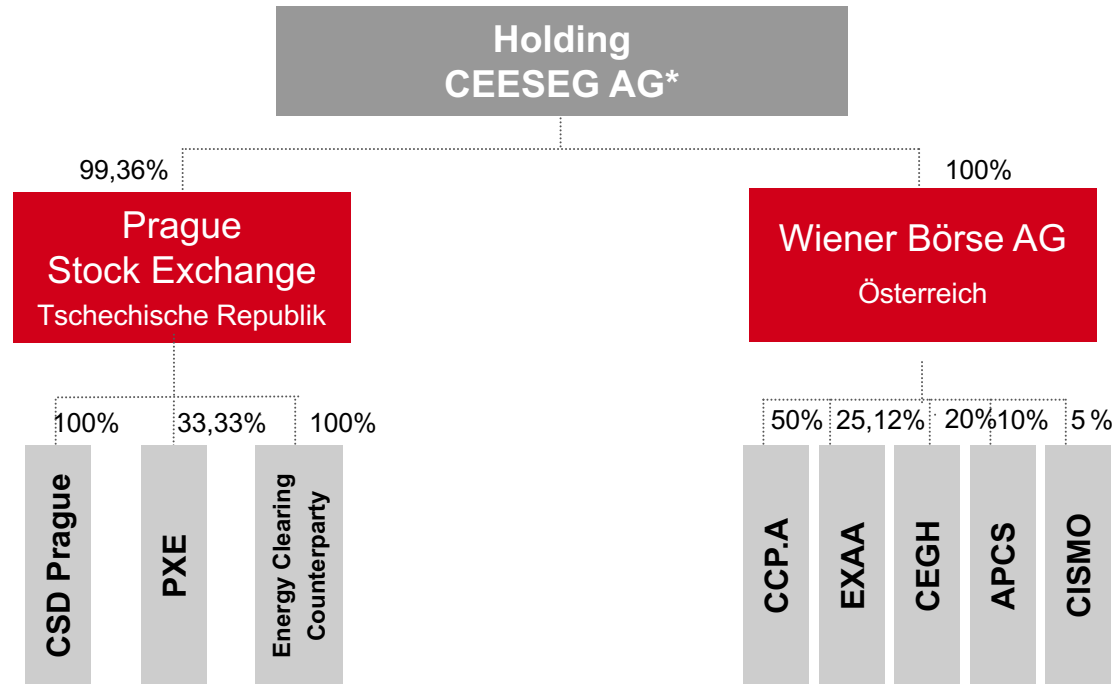 Holding
CEESEG AG*
99,36%
100%
Prague
Stock Exchange
Tschechische Republik
Wiener Börse AG
Österreich
100%
33,33%
100%
50%
25,12%
20%
10%
5 %
CSD Prague
PXE
Energy Clearing
Counterparty
CCP.A
EXAA
CEGH
APCS
CISMO